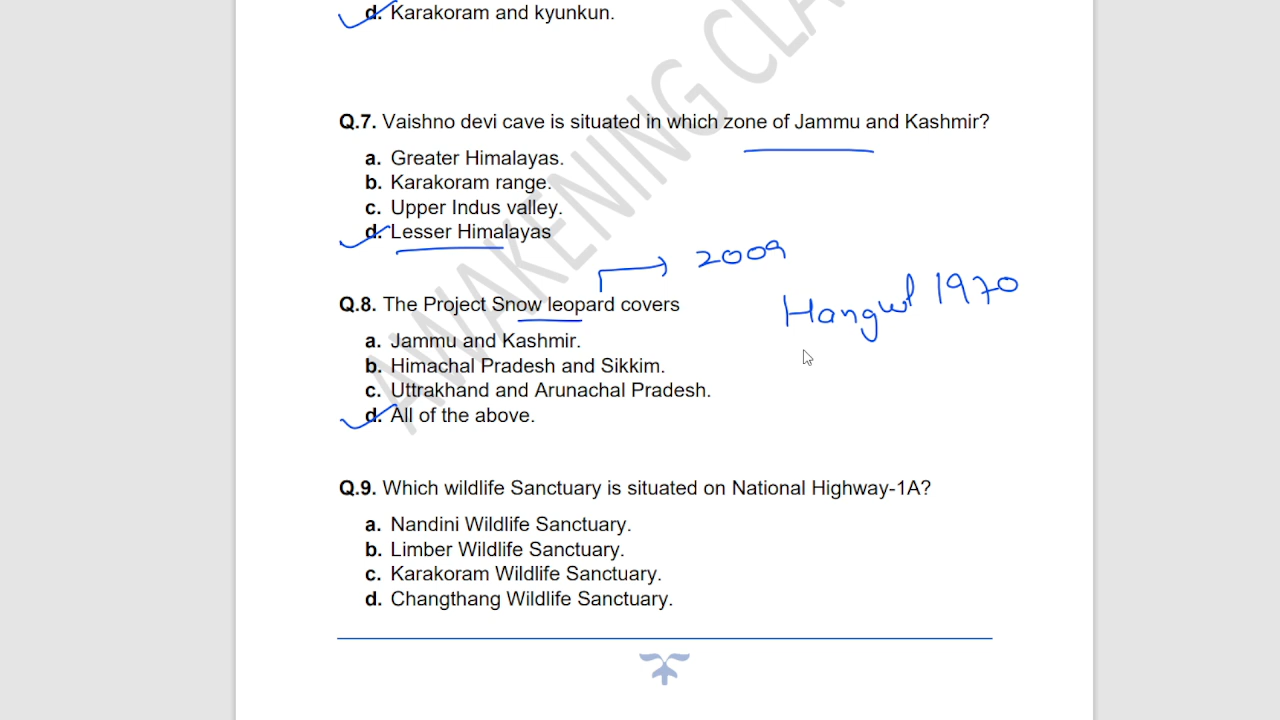 d. Karakoram and kyunkun.
Q.7. Vaishno devi cave is situated in which zone of Jammu and Kashmir?
a. Greater Himalayas.
b. Karakoram range.
c. Upper Indus valley.
d. Lesser Himalayas
2009
Q.8. The Project Snow leopard covers
Hangul 1970
a. Jammu and Kashmir.
b. Himachal Pradesh and Sikkim.
c. Uttrakhand and Arunachal Pradesh.
d. All of the above.
Q.9. Which wildlife Sanctuary is situated on National Highway-1A?
a. Nandini Wildlife Sanctuary.
b. Limber Wildlife Sanctuary.
c. Karakoram Wildlife Sanctuary.
d. Changthang Wildlife Sanctuary.
AWAKENING CLA